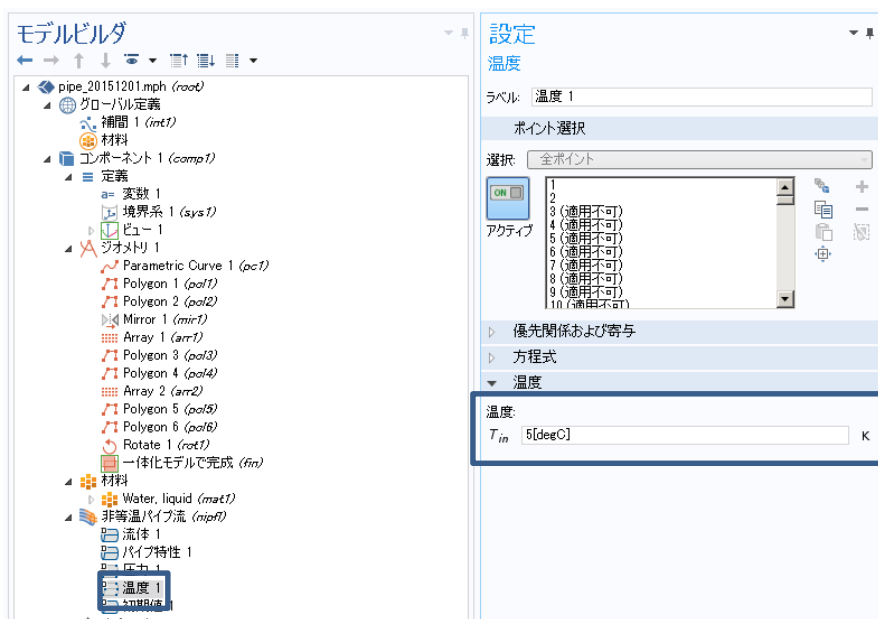 モデルビルダ
pipe_20151201.mph (root)
グローバル定義
補間 1 (int1)
材料
コンポーネント 1 (comp1)
定義
a= 変数 1
境界系 1 (sys1)
ビュー 1
ジオメトリ 1
Parametric Curve 1 (pc1)
Polygon 1 (pol1)
Polygon 2 (pol2)
Mirror 1 (mir1)
Array 1 (arr1)
Polygon 3 (pol3)
Polygon 4 (pol4)
Array 2 (arr2)
Polygon 5 (pol5)
Polygon 6 (pol6)
Rotate 1 (rot1)
一体化モデルで完成 (fin)
材料
Water, liquid (mat1)
非等温パイプ流 (nipfl)
流体 1
パイプ特性 1
圧力 1
温度 1
初期値 1
設定
温度
ラベル: 温度 1
ポイント選択
選択: 全ポイント
ON
アクティブ
1
2
3 (適用不可)
4 (適用不可)
5 (適用不可)
6 (適用不可)
7 (適用不可)
8 (適用不可)
9 (適用不可)
10 (適用不可)
優先関係および寄与
方程式
温度
温度:
T in 5[degC] K